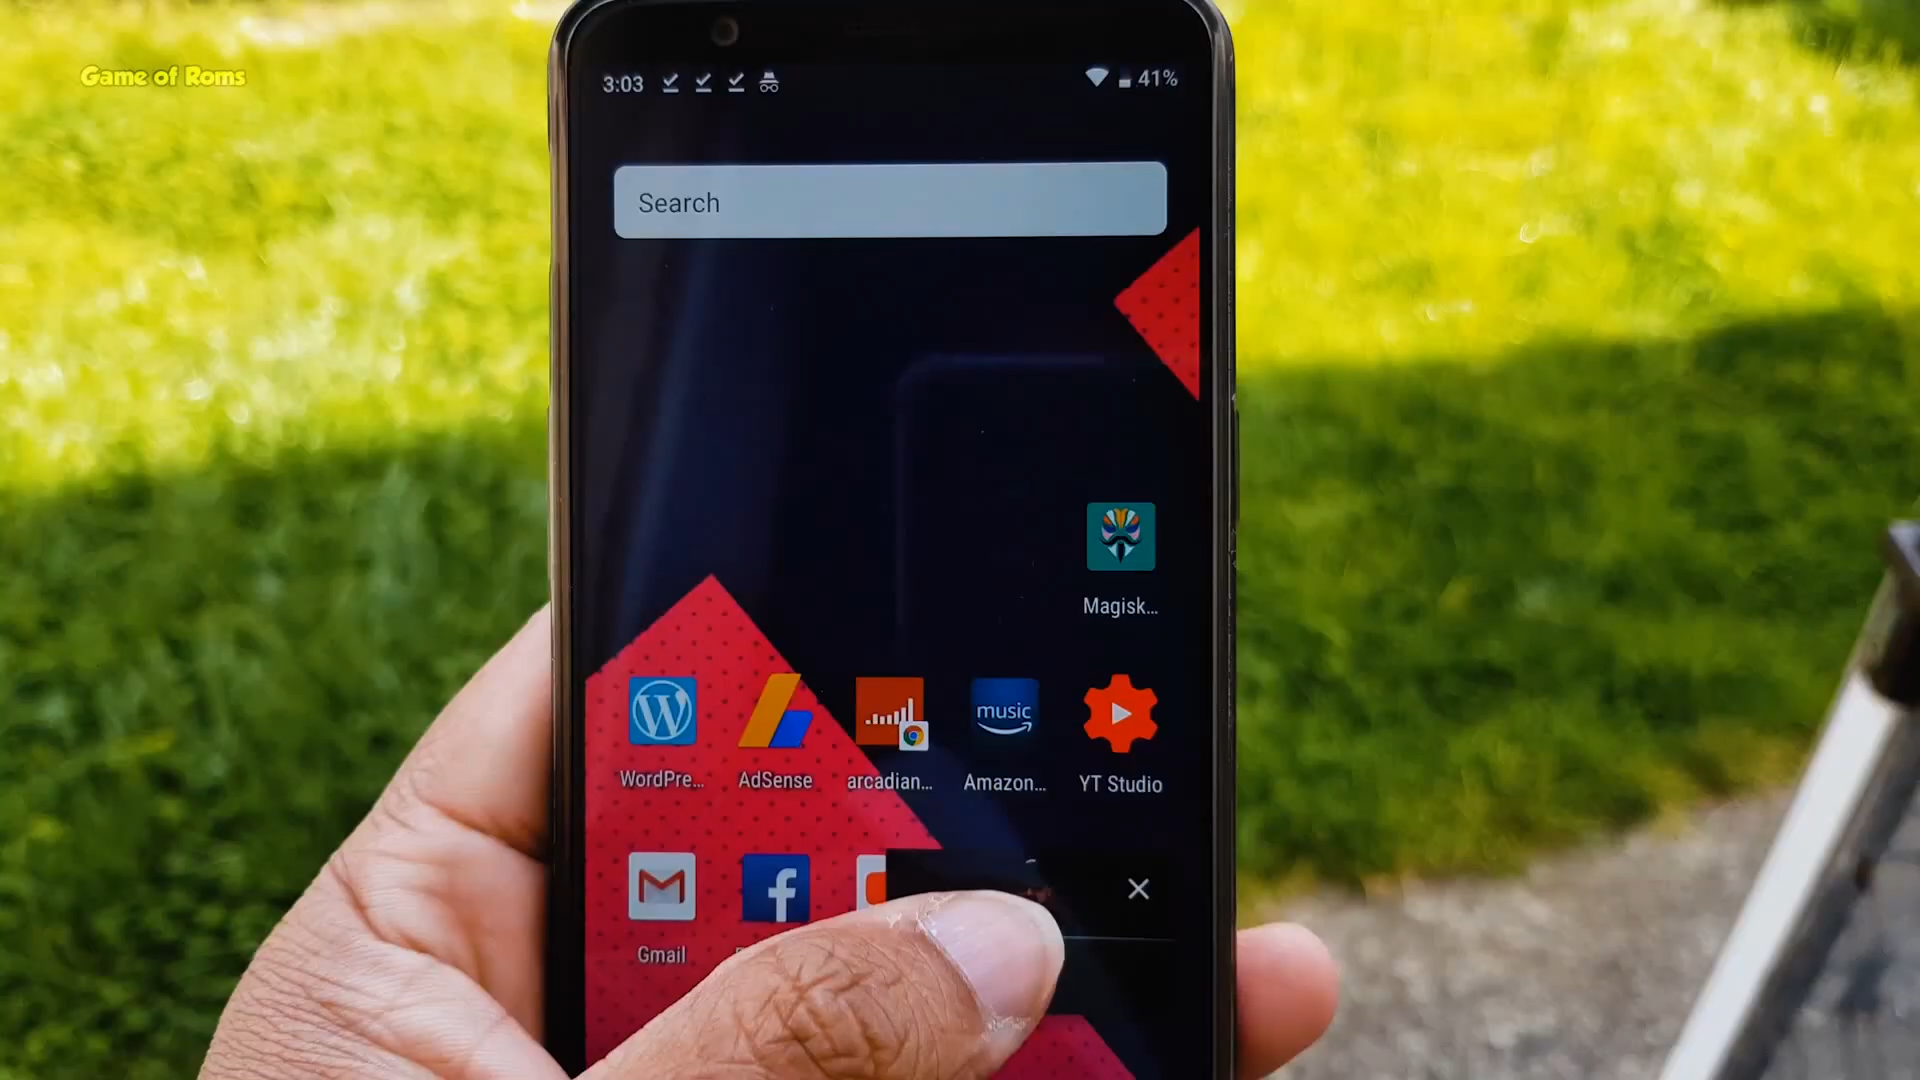 Game of Roms
3:03
41%
Search
Magisk...
music
WordPre...
AdSense
arcadian...
Amazon...
YT Studio
Gmail